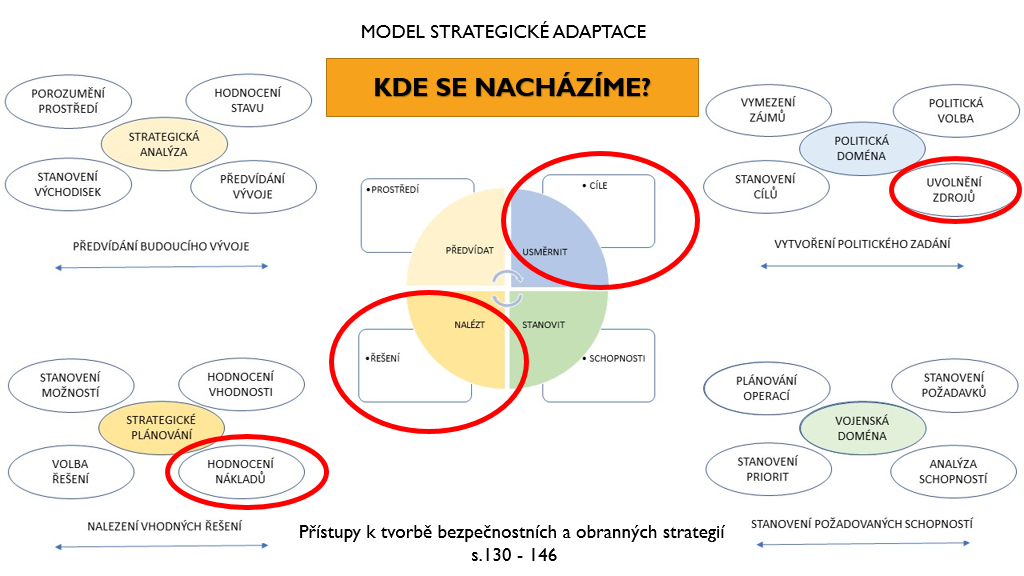 MODEL STRATEGICKÉ ADAPTACE
KDE SE NACHÁZÍME?
POROZUMĚNÍ
PROSTŘEDÍ
HODNOCENÍ
STAVU
STRATEGICKÁ
ANALÝZA
STANOVENÍ
VÝCHODISEK
PŘEDVÍDÁNÍ
VÝVOJE
PŘEDVÍDÁNÍ BUDOUCÍHO VÝVOJE
•PROSTŘEDÍ
• CÍLE
PŘEDVÍDAT
USMĚRNIT
NALÉZT
STANOVIT
•ŘEŠENÍ
• SCHOPNOSTI
VYMEZENÍ
ZÁJMŮ
POLITICKÁ
VOLBA
POLITICKÁ
DOMÉNA
STANOVENÍ
CÍLŮ
UVOLNĚNÍ
ZDROJŮ
VYTVOŘENÍ POLITICKÉHO ZADÁNÍ
STANOVENÍ
MOŽNOSTÍ
HODNOCENÍ
VHODNOSTI
STRATEGICKÉ
PLÁNOVÁNÍ
VOLBA
ŘEŠENÍ
HODNOCENÍ
NÁKLADŮ
NALEZENÍ VHODNÝCH ŘEŠENÍ
PLÁNOVÁNÍ
OPERACÍ
STANOVENÍ
POŽADAVKŮ
VOJENSKÁ
DOMÉNA
STANOVENÍ
PRIORIT
ANALÝZA
SCHOPNOSTÍ
STANOVENÍ POŽADOVANÝCH SCHOPNOSTÍ
Přístupy k tvorbě bezpečnostních a obranných strategií
s.130 - 146